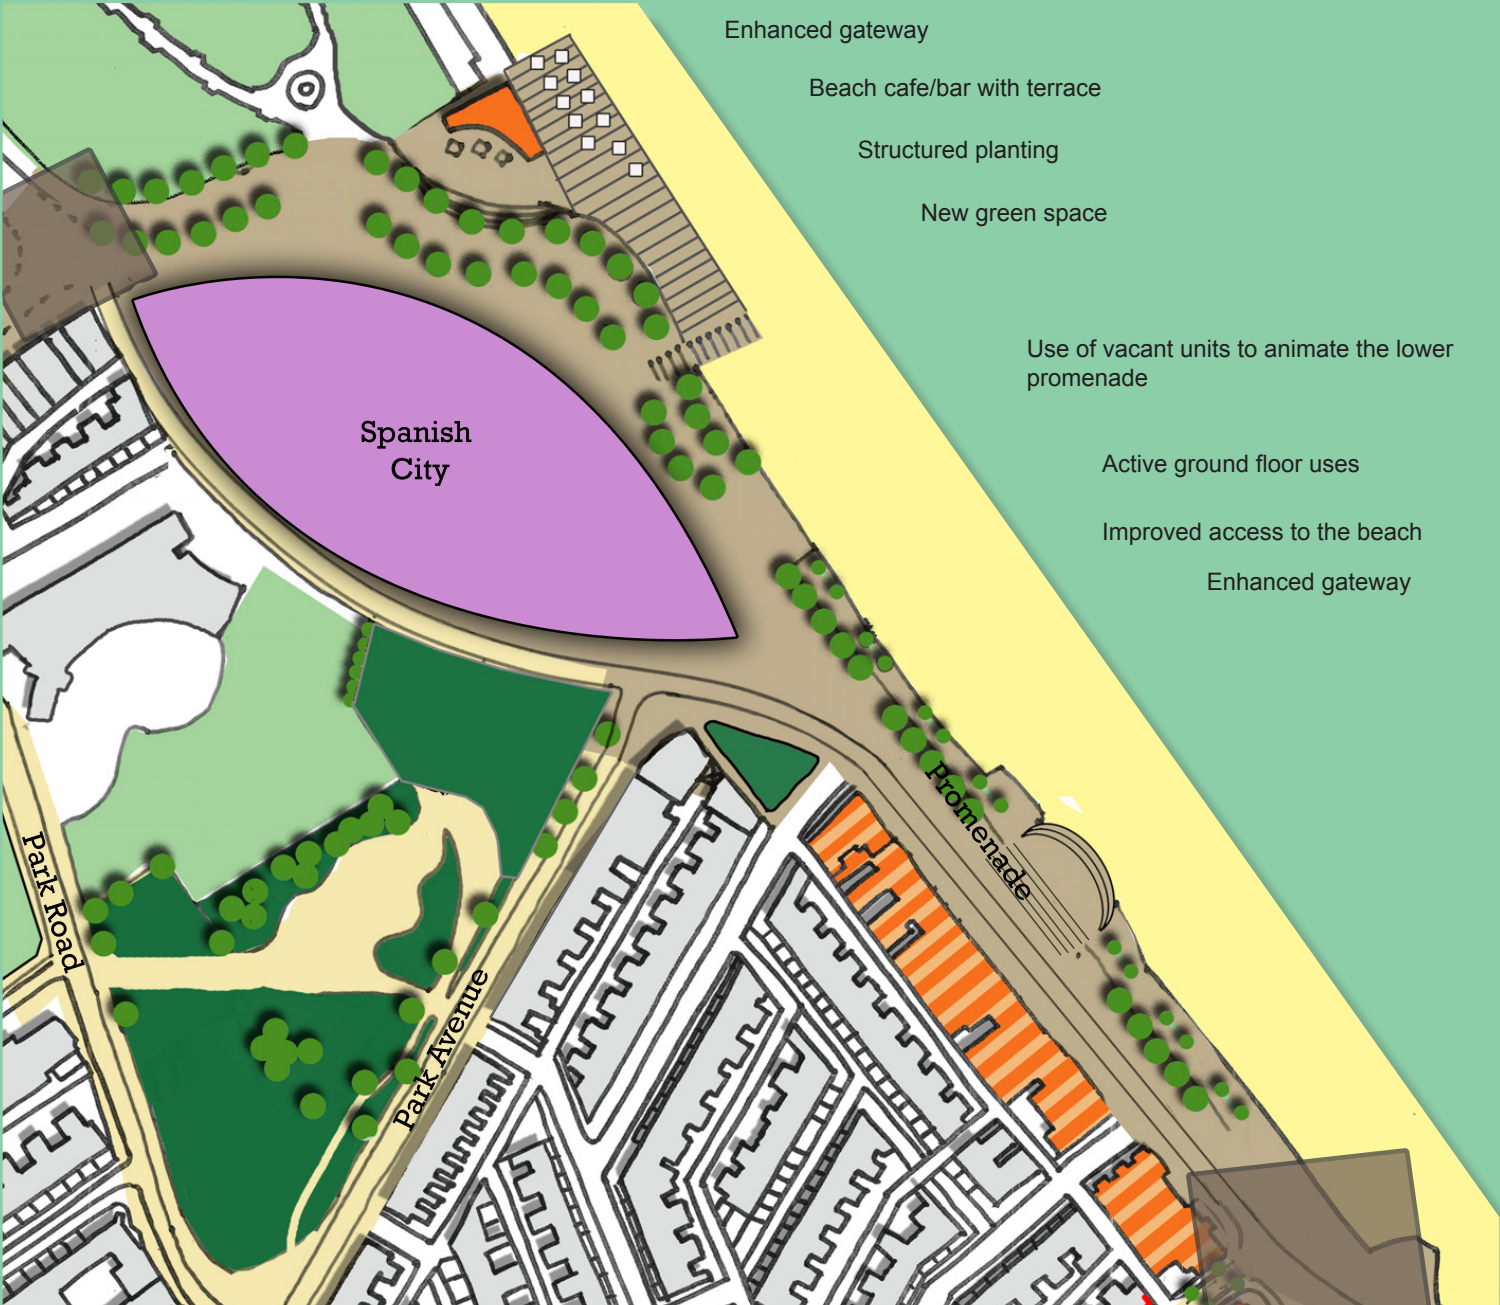 Enhanced gateway
Beach cafe/bar with terrace
Structured planting
New green space
Use of vacant units to animate the lower
promenade
Spanish
City
Active ground floor uses
Improved access to the beach
Enhanced gateway
Promenade
Park Road
Park Avenue